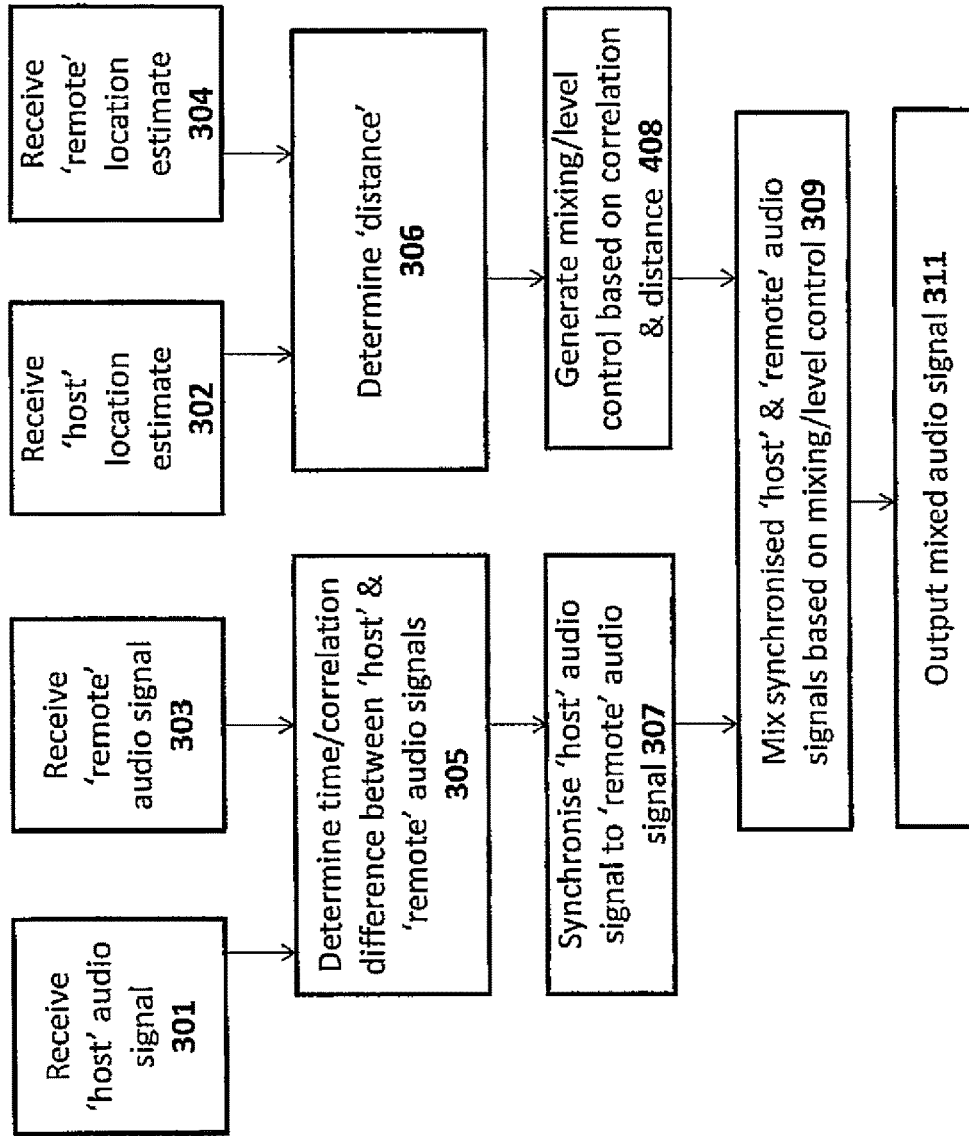 Receive
'host' audio
signal
301
Receive
'remote'
audio signal
303
Receive
'host'
location
estimate
302
Receive
'remote'
location
estimate
304
Determine time/correlation
difference between 'host' &
'remote' audio signals
305
Determine 'distance'
306
Synchronise 'host' audio
signal to 'remote' audio
signal 307
Generate mixing/level
control based on correlation
& distance 408
Mix synchronised 'host' & 'remote' audio
signals based on mixing/level control 309
Output mixed audio signal 311